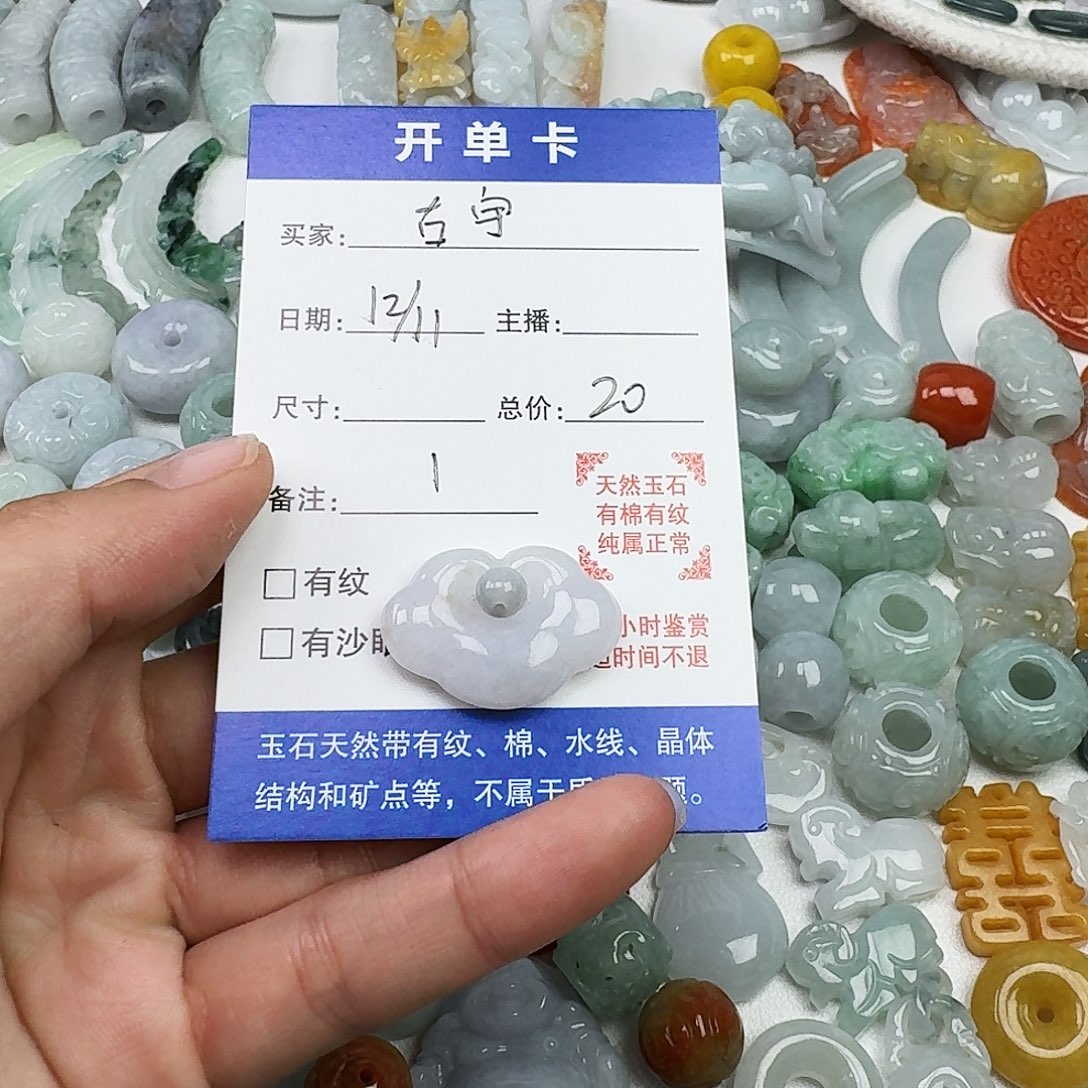 开单卡
买家: 古字
日期: 12/11 主播:
尺寸: 总价: 20
备注: 1
天然玉石
有棉有纹
纯属正常
□有纹
□有沙
小时鉴赏
时间不退
玉石天然带有纹、棉、水线、晶体
结构和矿点等，不属于